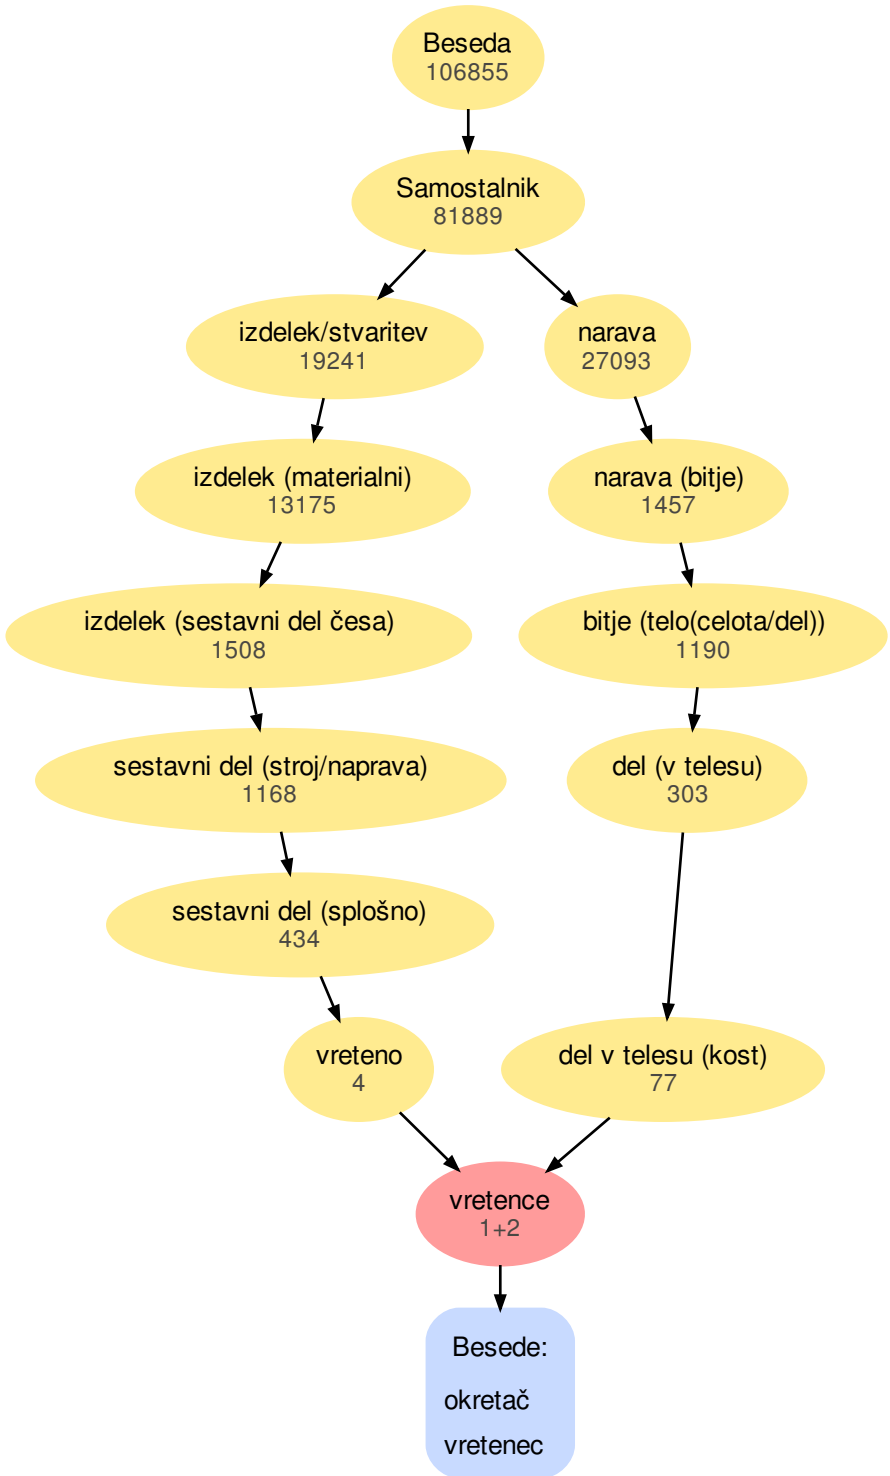 Beseda
106855
Samostalnik
81889
izdelek/stvaritev
19241
narava
27093
izdelek (materialni)
13175
narava (bitje)
1457
izdelek (sestavni del česa)
1508
bitje (telo(celota/del))
1190
sestavni del (stroj/naprava)
1168
del (v telesu)
303
sestavni del (splošno)
434
vreteno
4
del v telesu (kost)
77
vretence
1+2
Besede:
okretač
vretenec